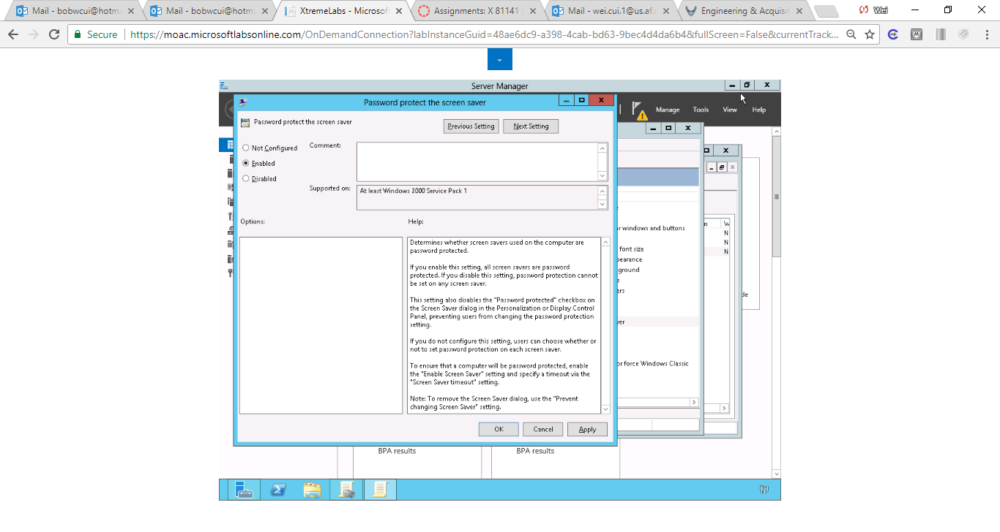 Mail - bobwcui@hotm
Mail - bobwcui@hotm
XtremeLabs - Microsof
Assignments: X 81141
Mail - wei.cui.1@us.af.
Engineering & Acquisit
Wei
Secure
https://moac.microsoftlabsonline.com/OnDemandConnection?labInstanceGuid=48ae6dc9-a398-4cab-bd63-9bec4d4da6b4&fullScreen=False&currentTrack...
Server Manager
Password protect the screen saver
Manage Tools View Help
Password protect the screen saver
Previous Setting
Next Setting
Not Configured
Comment:
Enabled
Disabled
Supported on:
At least Windows 2000 Service Pack 1
Options:
Help:
Determines whether screen savers used on the computer are
password protected.
If you enable this setting, all screen savers are password
protected. If you disable this setting, password protection cannot
be set on any screen saver.
This setting also disables the "Password protected" checkbox on
the Screen Saver dialog in the Personalization or Display Control
Panel, preventing users from changing the password protection
setting.
If you do not configure this setting, users can choose whether or
not to set password protection on each screen saver.
To ensure that a computer will be password protected, enable
the "Enable Screen Saver" setting and specify a timeout via the
"Screen Saver timeout" setting.
Note: To remove the Screen Saver dialog, use the "Prevent
changing Screen Saver" setting.
OK
Cancel
Apply
r windows and buttons
font size
pearance
ground
s
ers
ver
or force Windows Classic
us
W
N
N
N
de
BPA results
BPA results